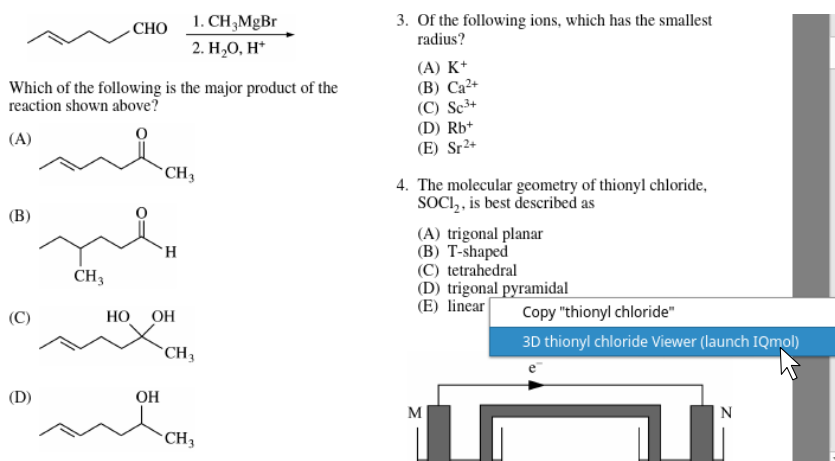 CHO
1. CH₃MgBr
2. H₂O, H⁺
Which of the following is the major product of the
reaction shown above?
(A)
O
CH₃
(B)
O
H
CH₃
(C)
HO OH
CH₃
(D)
OH
CH₃
3. Of the following ions, which has the smallest
radius?
(A) K⁺
(B) Ca²⁺
(C) Sc³⁺
(D) Rb⁺
(E) Sr²⁺
4. The molecular geometry of thionyl chloride,
SOCl₂, is best described as
(A) trigonal planar
(B) T-shaped
(C) tetrahedral
(D) trigonal pyramidal
(E) linear
Copy "thionyl chloride"
3D thionyl chloride Viewer (launch IQmol)
e⁻
M
N